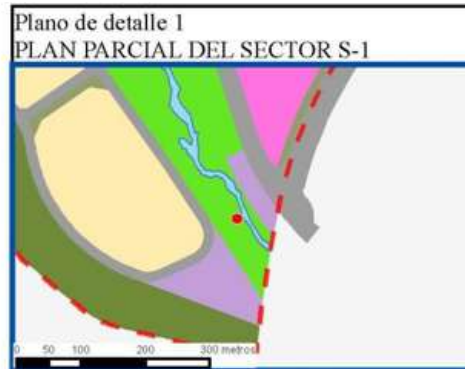 Plano de detalle 1
PLAN PARCIAL DEL SECTOR S-1
0 50 100 200 300 metros